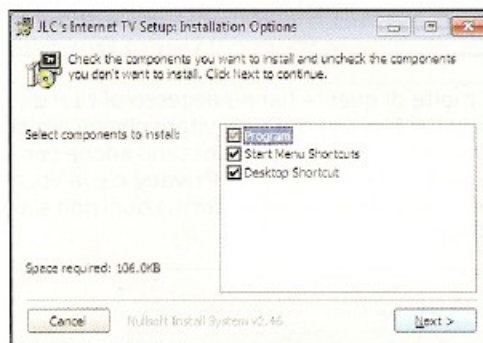 JLC's Internet TV Setup: Installation Options
Check the components you want to install and uncheck the components
you don't want to install. Click Next to continue.
Select components to install:
Program
Start Menu Shortcuts
Desktop Shortcut
Space required: 106.0KB
Cancel
Nullsoft Install System v2.46
Next >